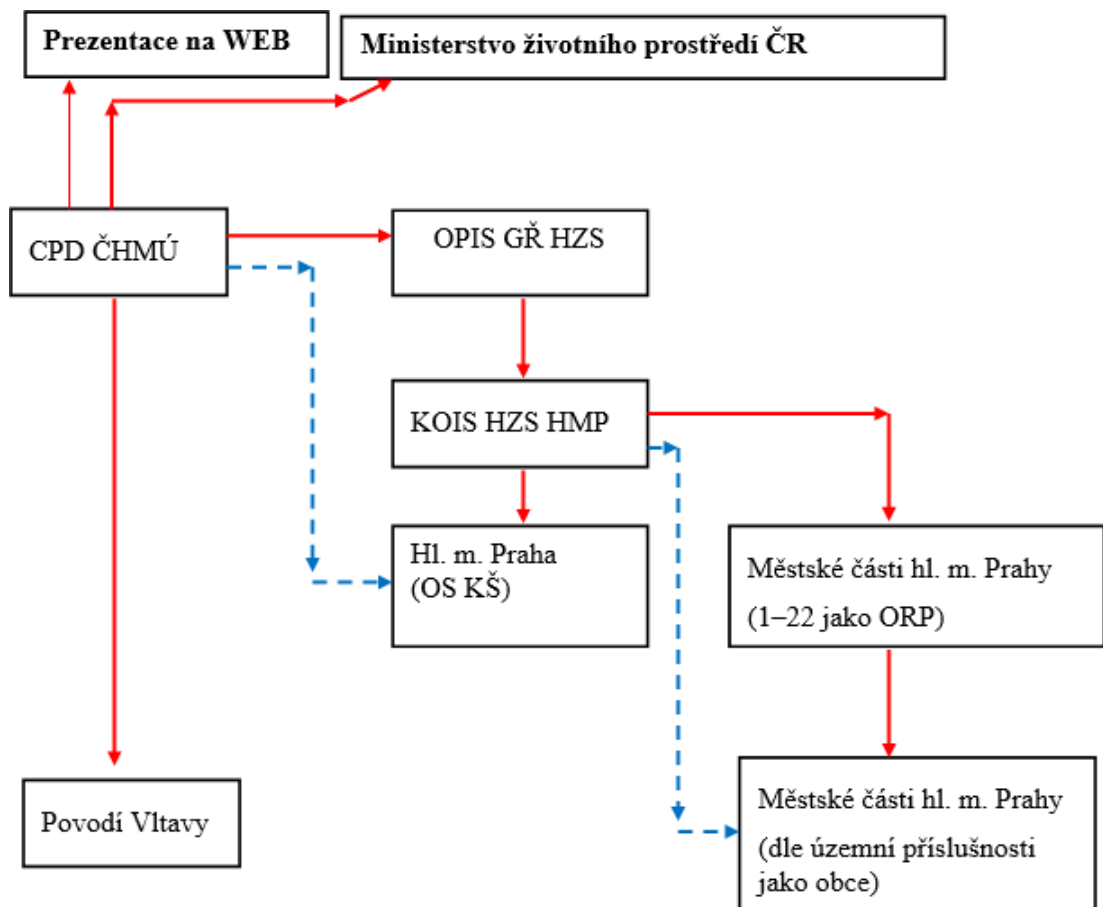 Prezentace na WEB
Ministerstvo životního prostředí ČR
CPD ČHMÚ
OPIS GŘ HZS
KOIS HZS HMP
Hl. m. Praha
(OS KŠ)
Městské části hl. m. Prahy
(1–22 jako ORP)
Povodí Vltavy
Městské části hl. m. Prahy
(dle územní příslušnosti
jako obce)